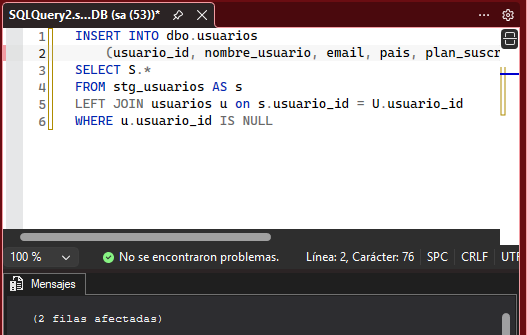 SQLQuery2.s...DB (sa (53))*
1 INSERT INTO dbo.usuarios
2 (usuario_id, nombre_usuario, email, pais, plan_suscr
3 SELECT S.*
4 FROM stg_usuarios AS s
5 LEFT JOIN usuarios u on s.usuario_id = U.usuario_id
6 WHERE u.usuario_id IS NULL
100 % No se encontraron problemas. Línea: 2, Carácter: 76 SPC CRLF UTF
Mensajes
(2 filas afectadas)